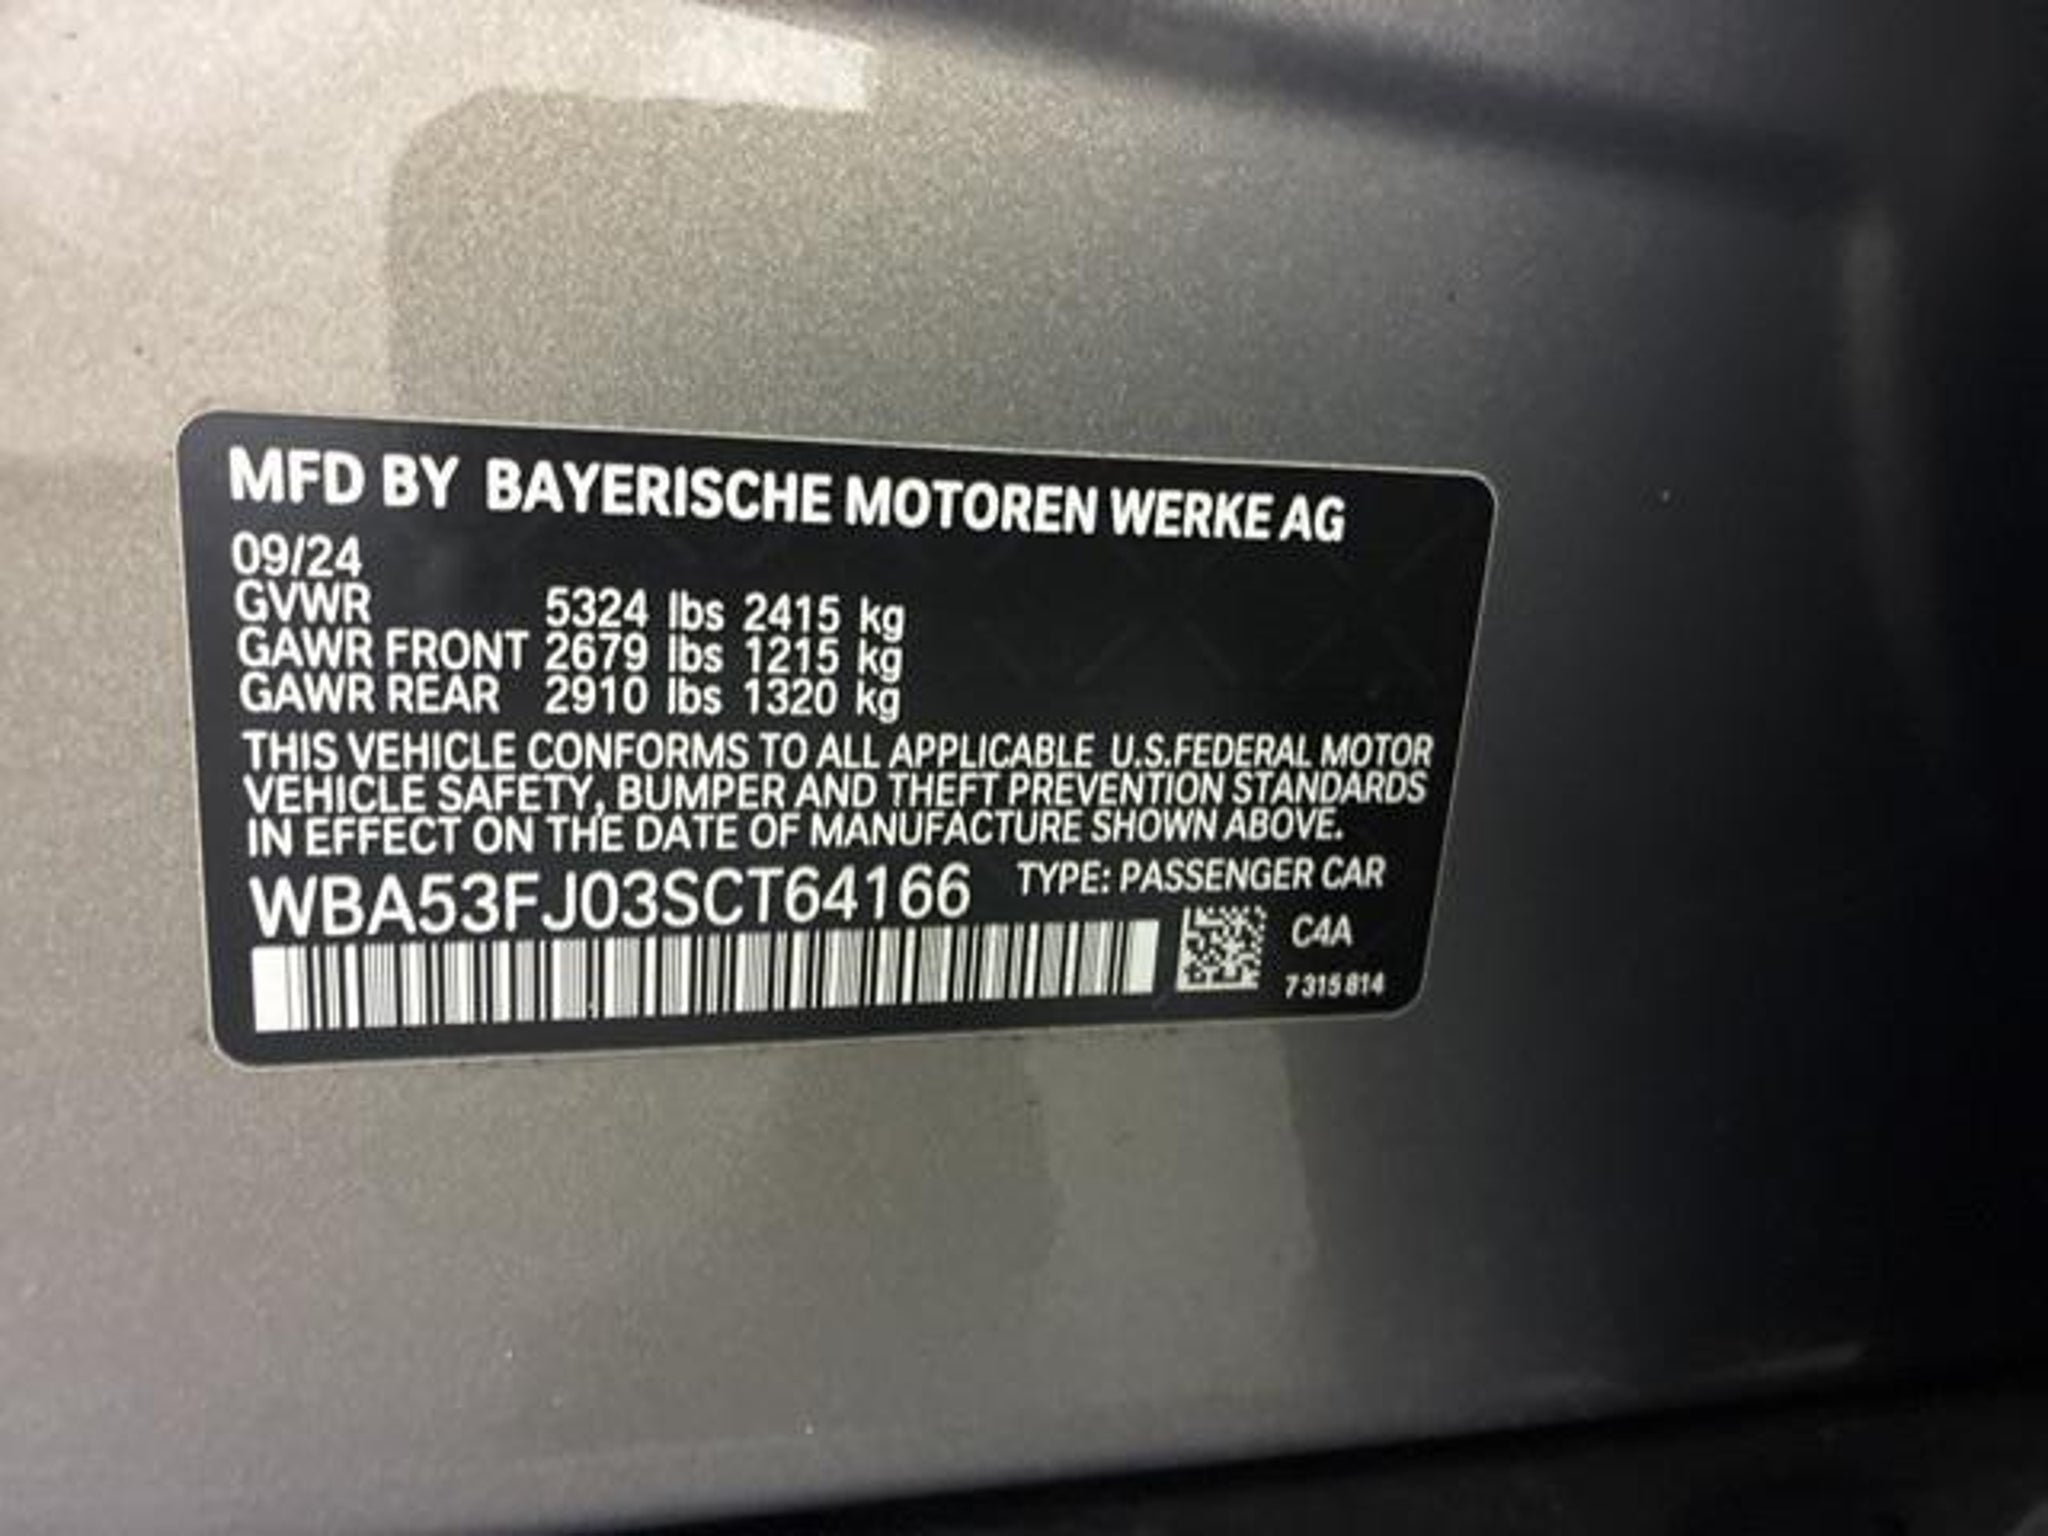 MFD BY BAYERISCHE MOTOREN WERKE AG
09/24
GVWR 5324 lbs 2415 kg
GAWR FRONT 2679 lbs 1215 kg
GAWR REAR 2910 lbs 1320 kg
THIS VEHICLE CONFORMS TO ALL APPLICABLE U.S.FEDERAL MOTOR
VEHICLE SAFETY, BUMPER AND THEFT PREVENTION STANDARDS
IN EFFECT ON THE DATE OF MANUFACTURE SHOWN ABOVE.
WBA53FJ03SCT64166 TYPE: PASSENGER CAR
C4A
7 315 814